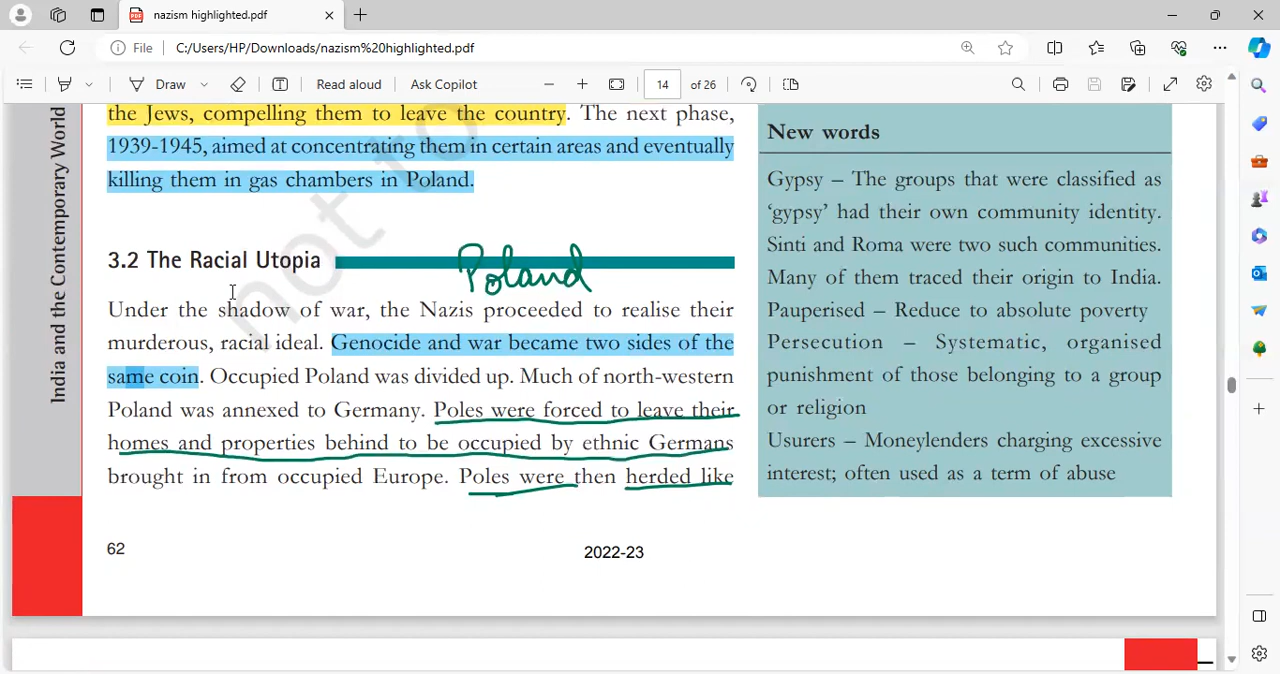 nazism highlighted.pdf
File
C:/Users/HP/Downloads/nazism%20highlighted.pdf
Draw
Read aloud
Ask Copilot
14
of 26
India and the Contemporary World
the Jews, compelling them to leave the country. The next phase,
1939-1945, aimed at concentrating them in certain areas and eventually
killing them in gas chambers in Poland.
3.2 The Racial Utopia
Poland
Under the shadow of war, the Nazis proceeded to realise their
murderous, racial ideal. Genocide and war became two sides of the
same coin. Occupied Poland was divided up. Much of north-western
Poland was annexed to Germany. Poles were forced to leave their
homes and properties behind to be occupied by ethnic Germans
brought in from occupied Europe. Poles were then herded like
New words
Gypsy – The groups that were classified as
‘gypsy’ had their own community identity.
Sinti and Roma were two such communities.
Many of them traced their origin to India.
Pauperised – Reduce to absolute poverty
Persecution – Systematic, organised
punishment of those belonging to a group
or religion
Usurers – Moneylenders charging excessive
interest; often used as a term of abuse
62
2022-23
not to